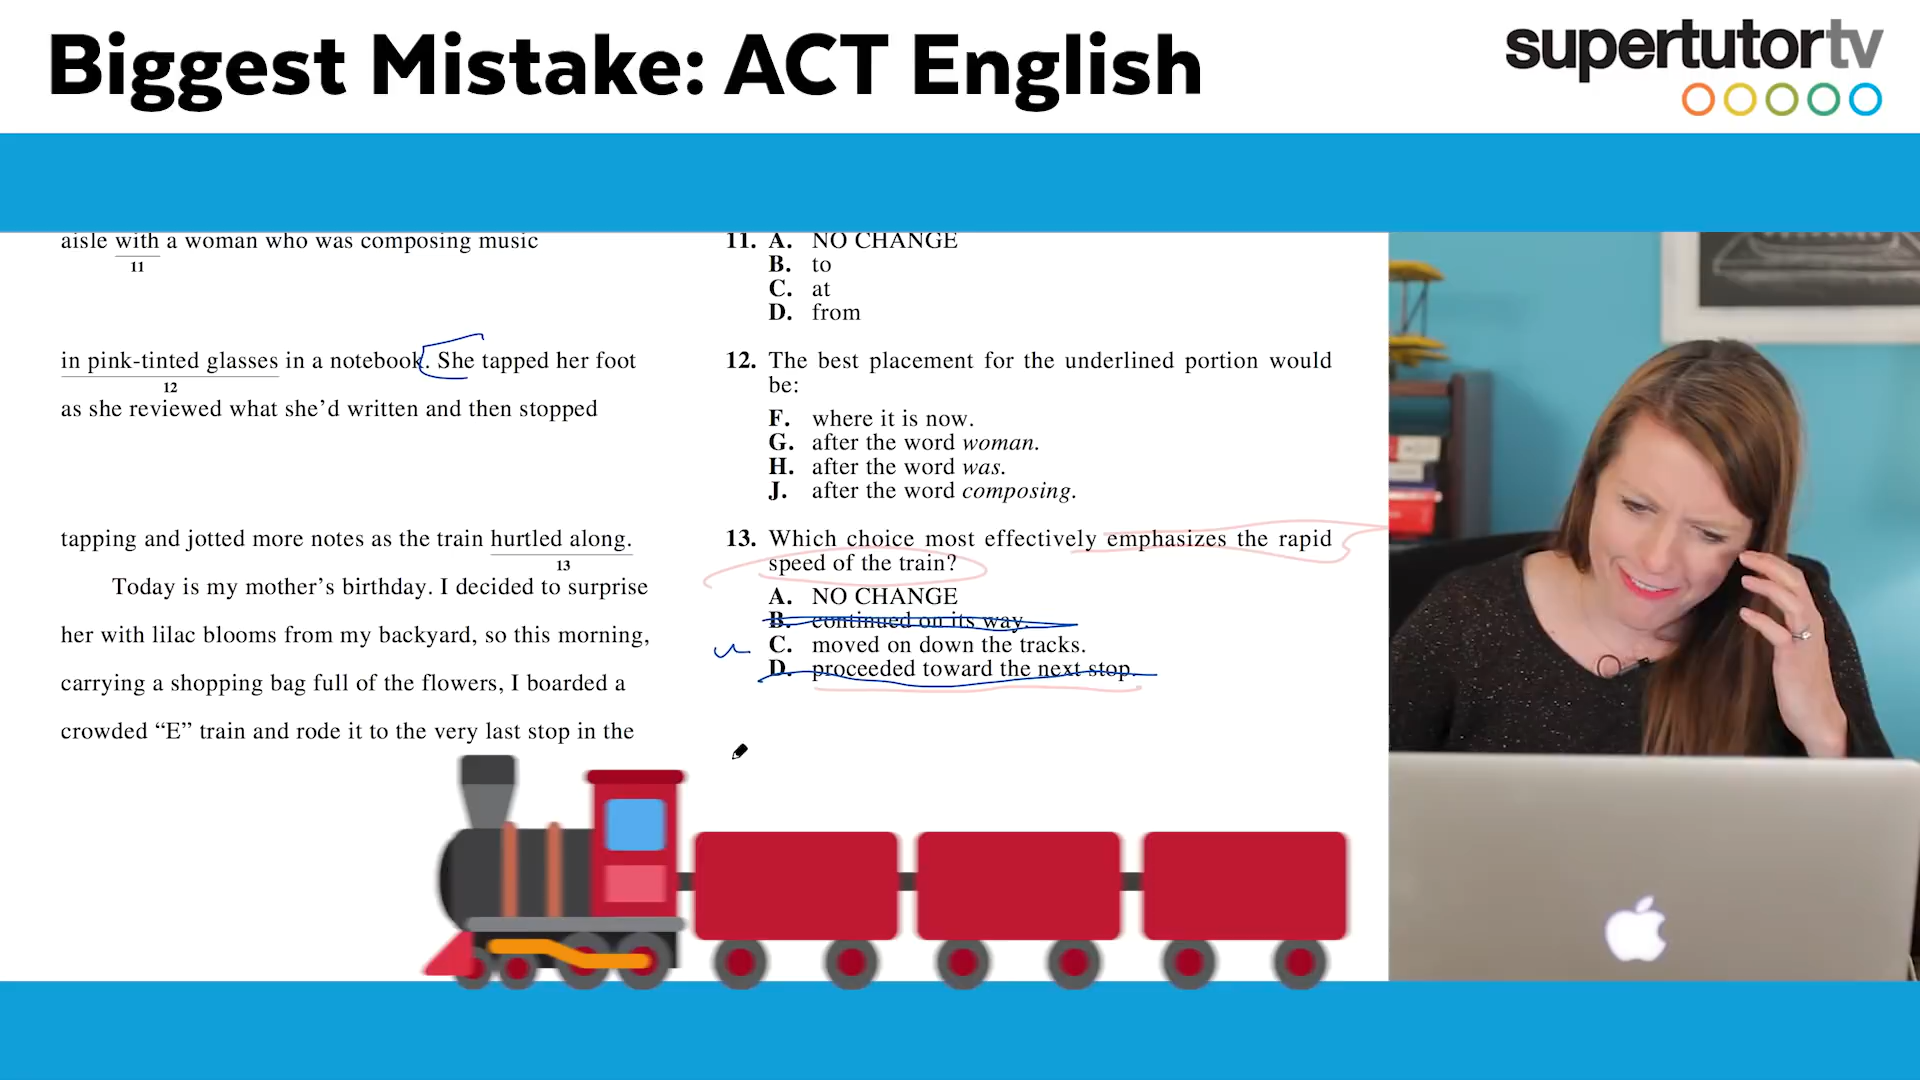 Biggest Mistake: ACT English
supertutortv
aisle with a woman who was composing music
11
in pink-tinted glasses in a notebook. She tapped her foot
12
as she reviewed what she'd written and then stopped
tapping and jotted more notes as the train hurtled along.
13
Today is my mother's birthday. I decided to surprise
her with lilac blooms from my backyard, so this morning,
carrying a shopping bag full of the flowers, I boarded a
crowded “E” train and rode it to the very last stop in the
11. A. NO CHANGE
B. to
C. at
D. from
12. The best placement for the underlined portion would
be:
F. where it is now.
G. after the word woman.
H. after the word was.
J. after the word composing.
13. Which choice most effectively emphasizes the rapid
speed of the train?
A. NO CHANGE
B. continued on its way.
C. moved on down the tracks.
D. proceeded toward the next stop.